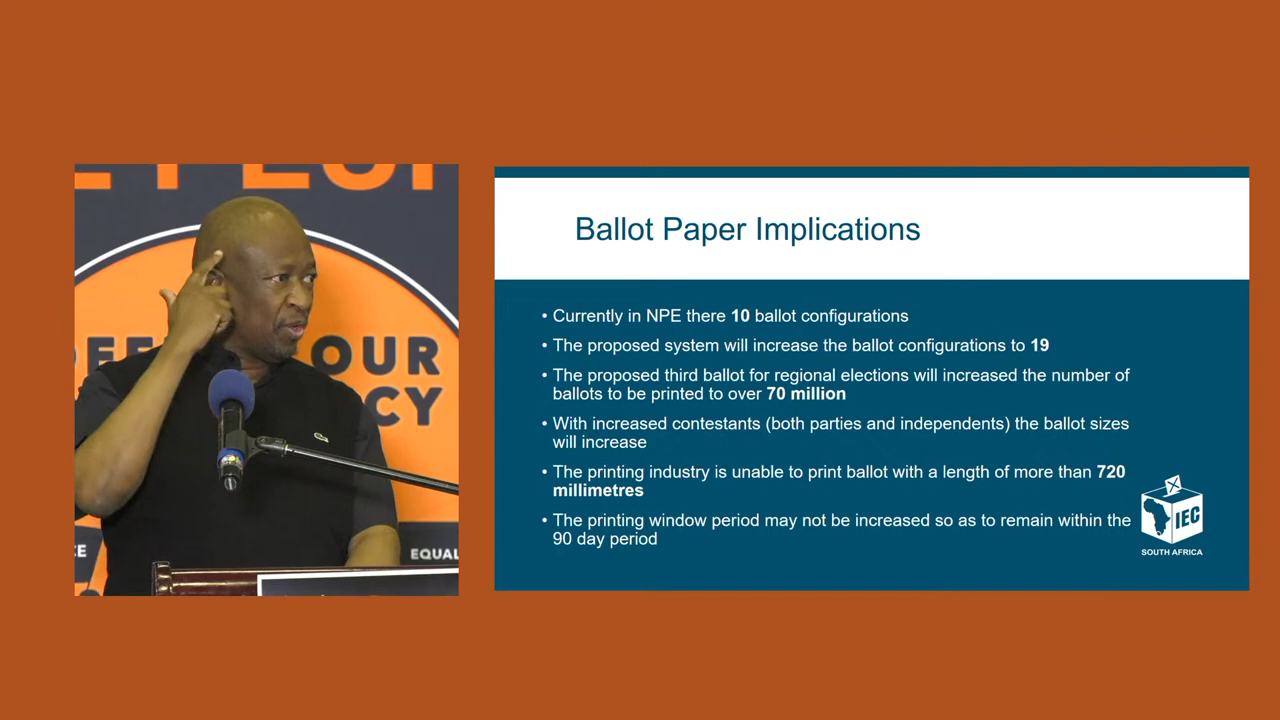 OUR
CY
CE
EQUAL
Ballot Paper Implications
• Currently in NPE there 10 ballot configurations
• The proposed system will increase the ballot configurations to 19
• The proposed third ballot for regional elections will increased the number of
ballots to be printed to over 70 million
• With increased contestants (both parties and independents) the ballot sizes
will increase
• The printing industry is unable to print ballot with a length of more than 720
millimetres
• The printing window period may not be increased so as to remain within the
90 day period
IEC
SOUTH AFRICA